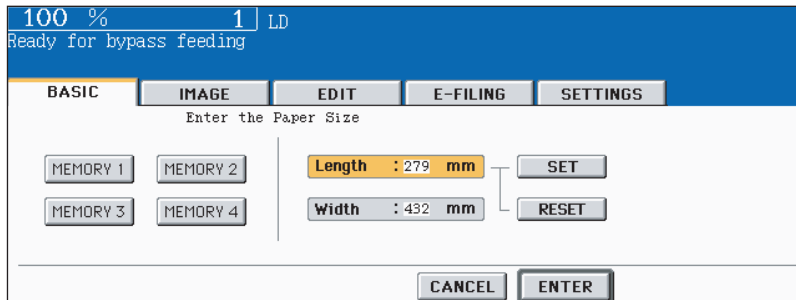 100 % 1 LD
Ready for bypass feeding
BASIC IMAGE EDIT E-FILING SETTINGS
Enter the Paper Size
MEMORY 1 MEMORY 2 Length :279 mm SET
MEMORY 3 MEMORY 4 Width :432 mm RESET
CANCEL ENTER